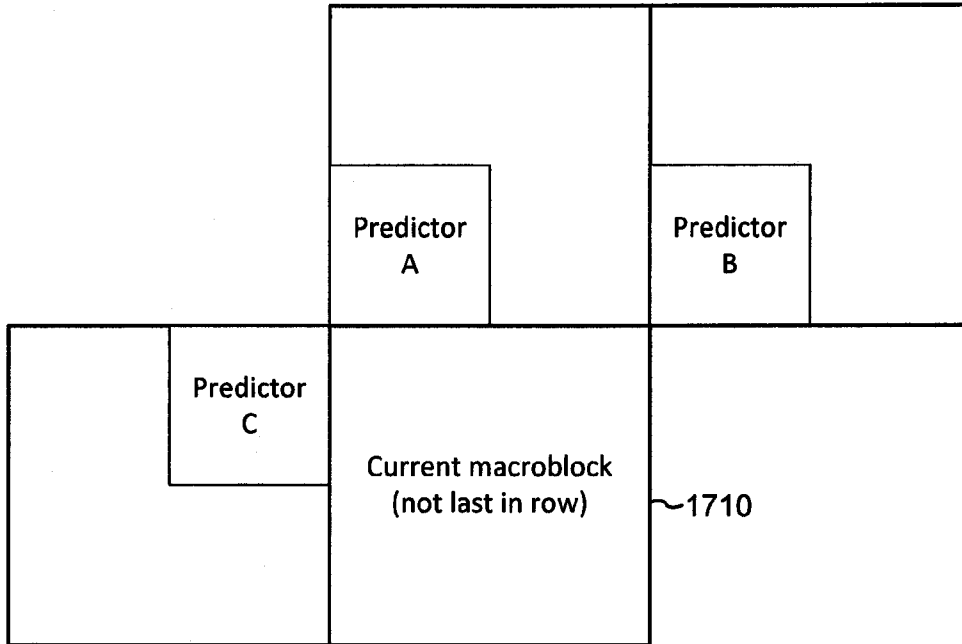 Predictor
A
Predictor
B
Predictor
C
Current macroblock
(not last in row)
1710